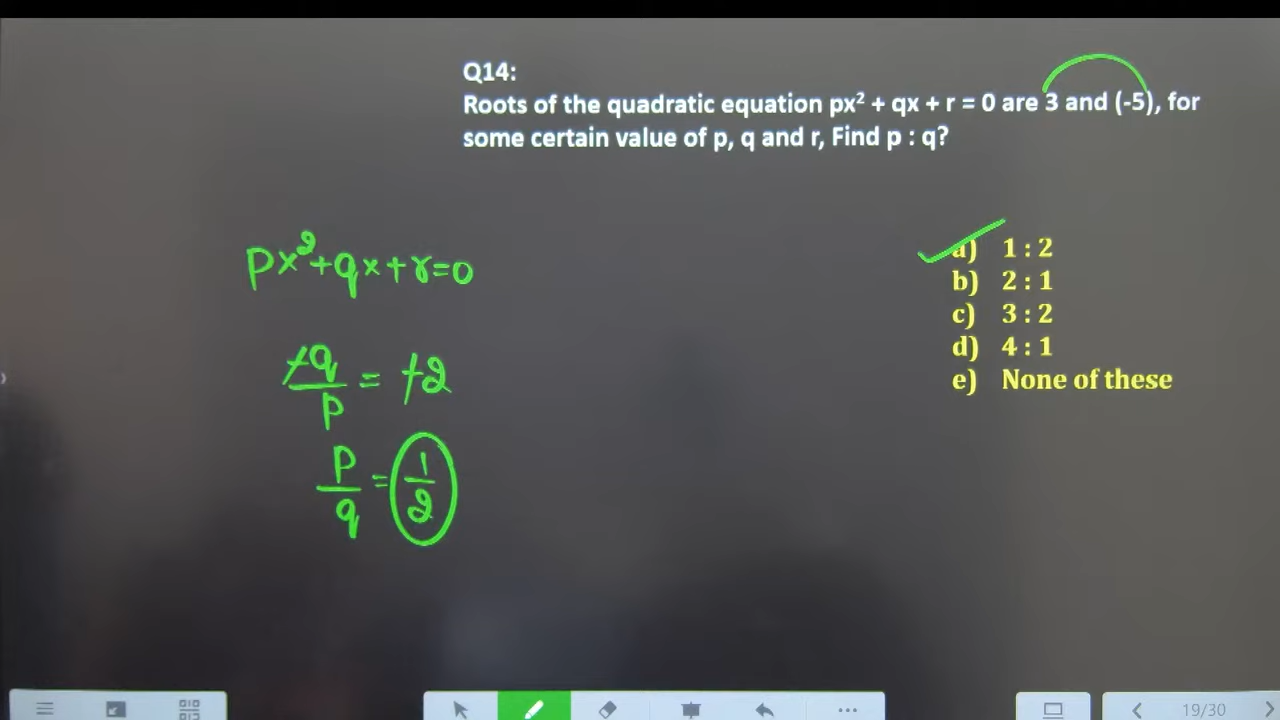 Q14:
Roots of the quadratic equation px² + qx + r = 0 are 3 and (-5), for
some certain value of p, q and r, Find p : q?
px²+qx+r=0
a) 1 : 2
b) 2 : 1
c) 3 : 2
d) 4 : 1
e) None of these
-q/p = -2
p/q = 1/2
19/30